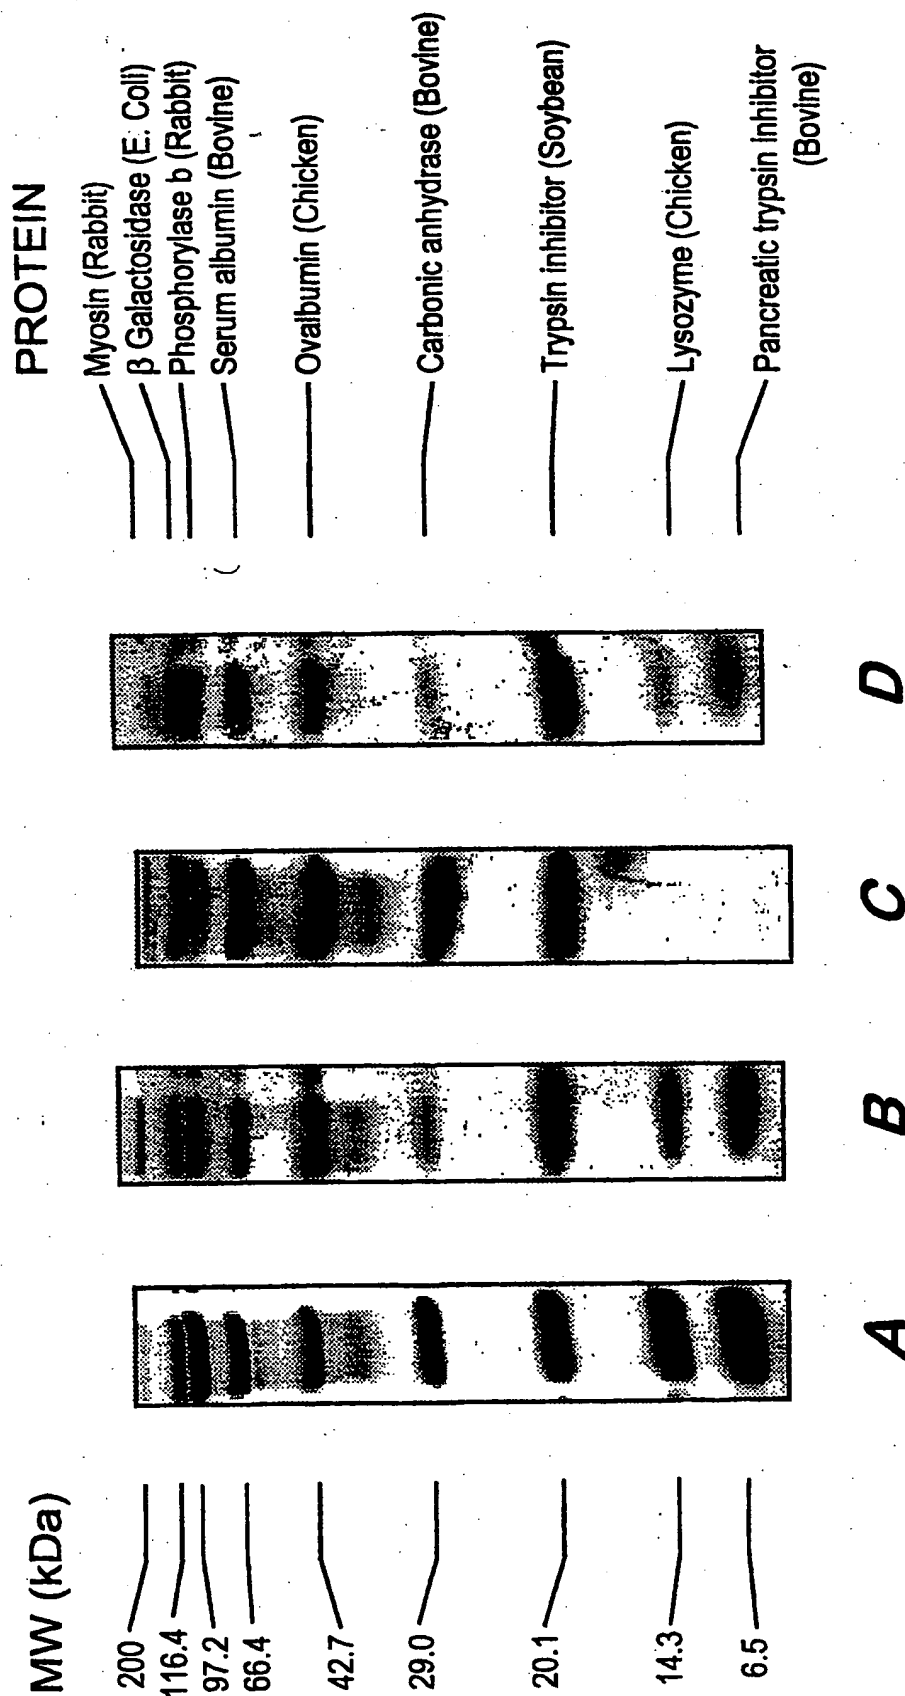 MW (kDa)
200
116.4
97.2
66.4
42.7
29.0
20.1
14.3
6.5
A
B
C
D
PROTEIN
Myosin (Rabbit)
β Galactosidase (E. Coli)
Phosphorylase b (Rabbit)
Serum albumin (Bovine)
Ovalbumin (Chicken)
Carbonic anhydrase (Bovine)
Trypsin inhibitor (Soybean)
Lysozyme (Chicken)
Pancreatic trypsin inhibitor
(Bovine)